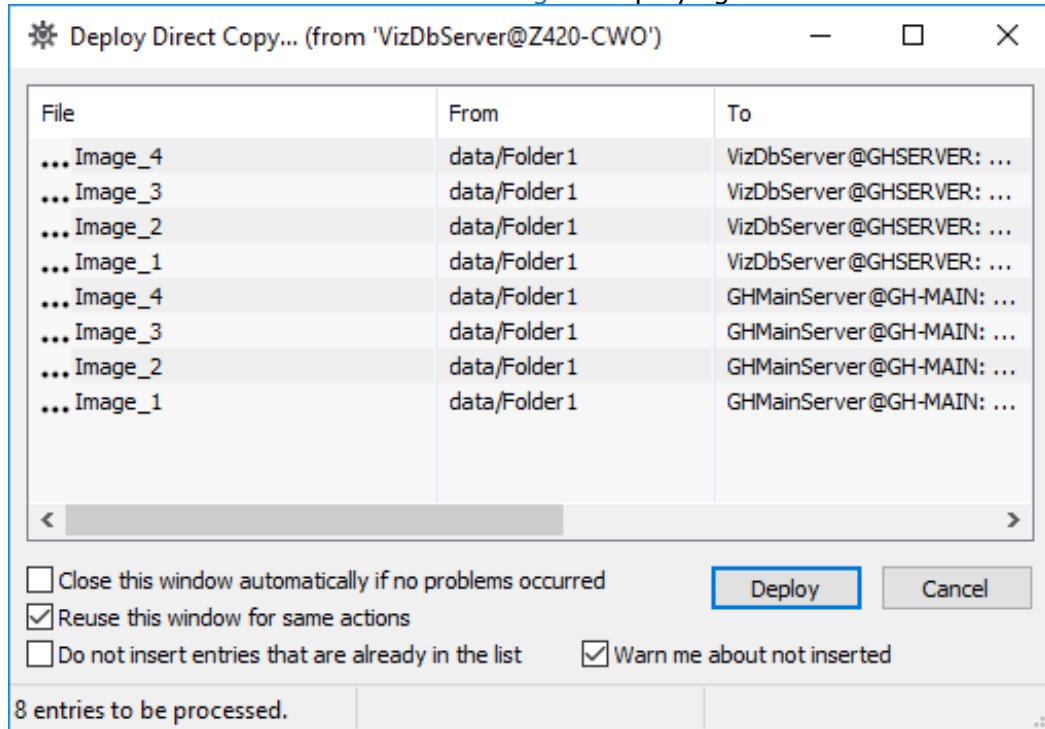 Deploy Direct Copy... (from 'VizDbServer@Z420-CWO')
File From To
... Image_4 data/Folder1 VizDbServer@GHSERVER: ...
... Image_3 data/Folder1 VizDbServer@GHSERVER: ...
... Image_2 data/Folder1 VizDbServer@GHSERVER: ...
... Image_1 data/Folder1 VizDbServer@GHSERVER: ...
... Image_4 data/Folder1 GHMainServer@GH-MAIN: ...
... Image_3 data/Folder1 GHMainServer@GH-MAIN: ...
... Image_2 data/Folder1 GHMainServer@GH-MAIN: ...
... Image_1 data/Folder1 GHMainServer@GH-MAIN: ...
Close this window automatically if no problems occurred Deploy Cancel
Reuse this window for same actions
Do not insert entries that are already in the list Warn me about not inserted
8 entries to be processed.